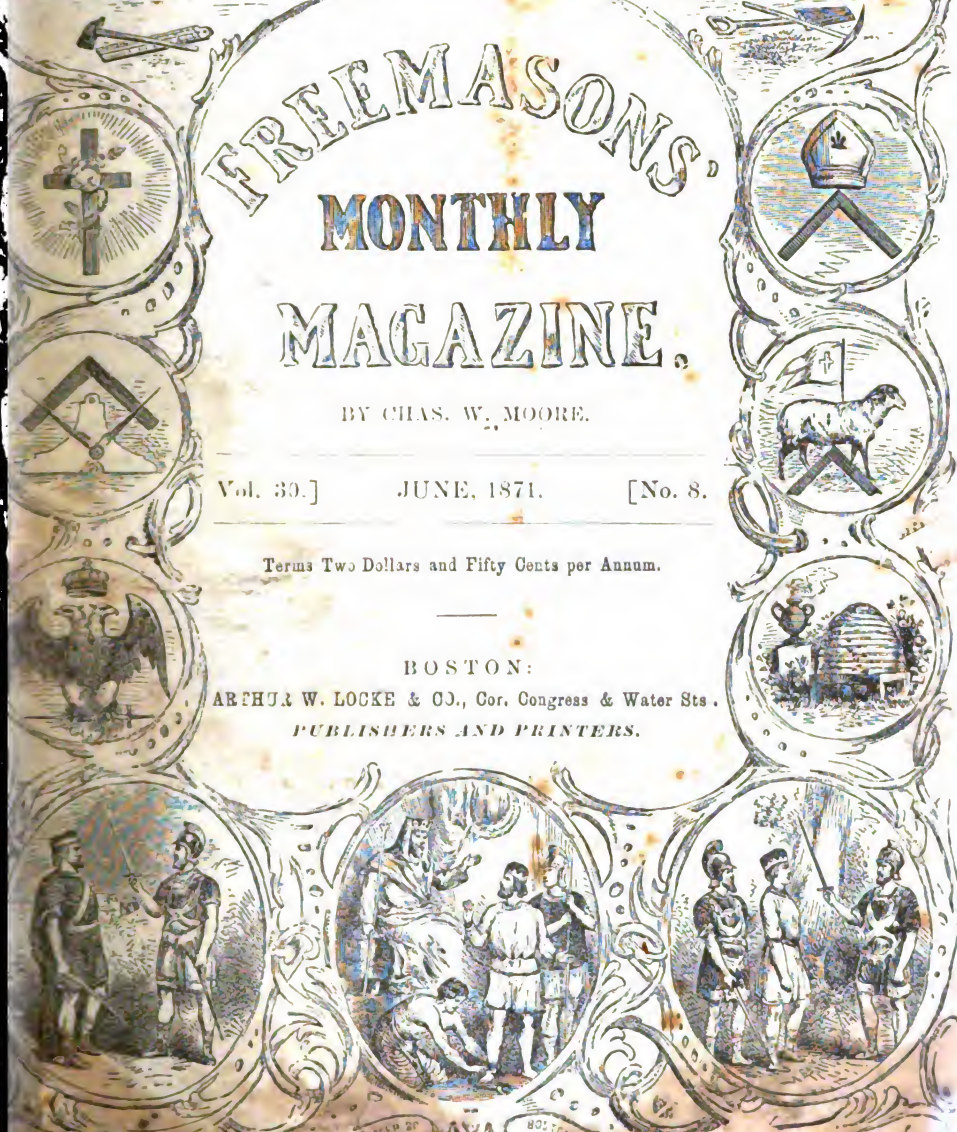 FREEMASONS'
MONTHLY
MAGAZINE.
BY CHAS. W. MOORE.
Vol. 30.] JUNE, 1871. [No. 8.
Terms Two Dollars and Fifty Cents per Annum.
BOSTON:
ARTHUR W. LOCKE & CO., Cor. Congress & Water Sts.
PUBLISHERS AND PRINTERS.